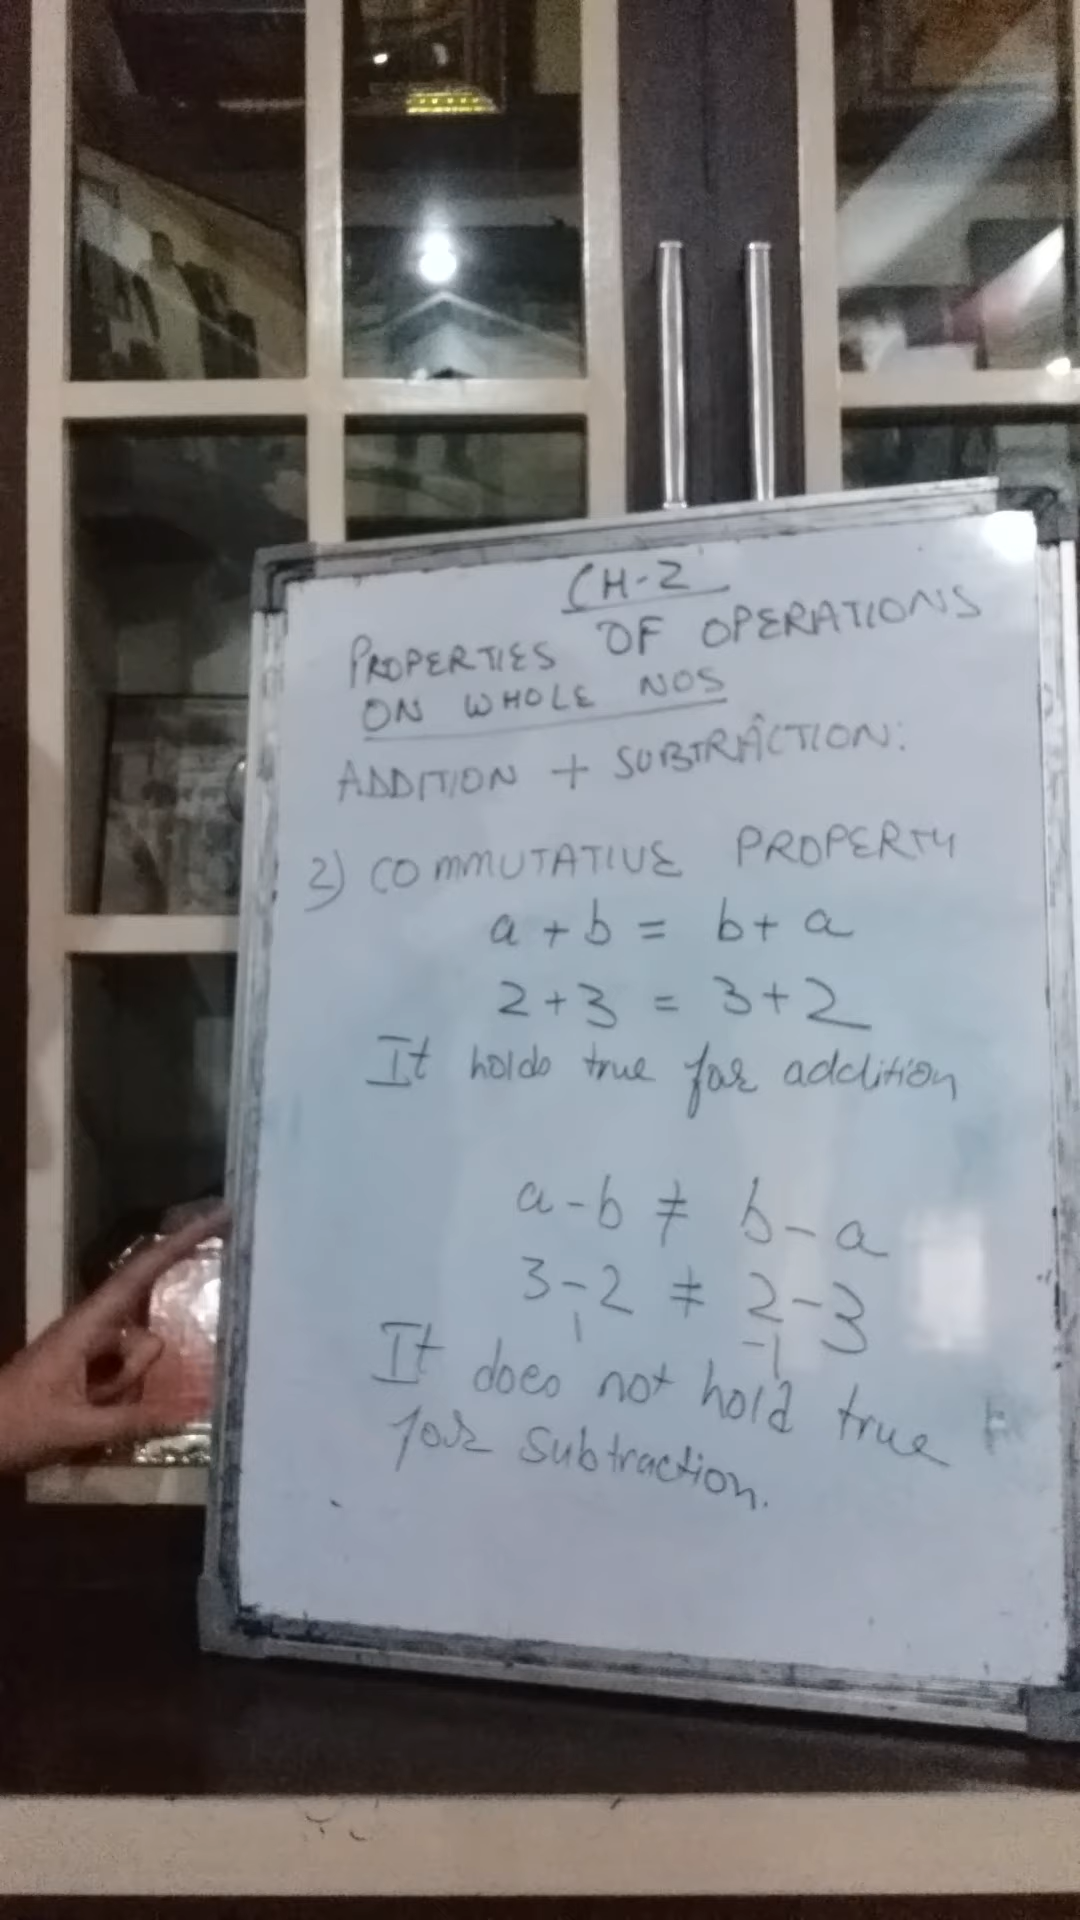 CH-2
PROPERTIES OF OPERATIONS
ON WHOLE NOS
ADDITION + SUBTRACTION:
2) COMMUTATIVE PROPERTY
a + b = b + a
2 + 3 = 3 + 2
It holds true for addition
a - b ≠ b - a
3 - 2 ≠ 2 - 3
1 -1
It does not hold true
for subtraction.